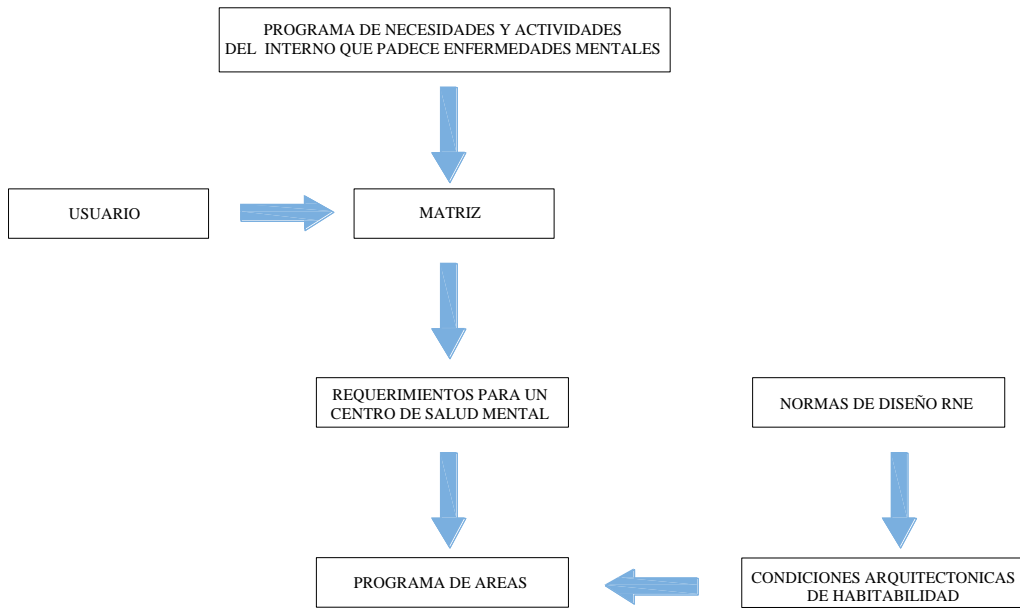 PROGRAMA DE NECESIDADES Y ACTIVIDADES
DEL INTERNO QUE PADECE ENFERMEDADES MENTALES
USUARIO
MATRIZ
REQUERIMIENTOS PARA UN
CENTRO DE SALUD MENTAL
NORMAS DE DISEÑO RNE
PROGRAMA DE AREAS
CONDICIONES ARQUITECTONICAS
DE HABITABILIDAD